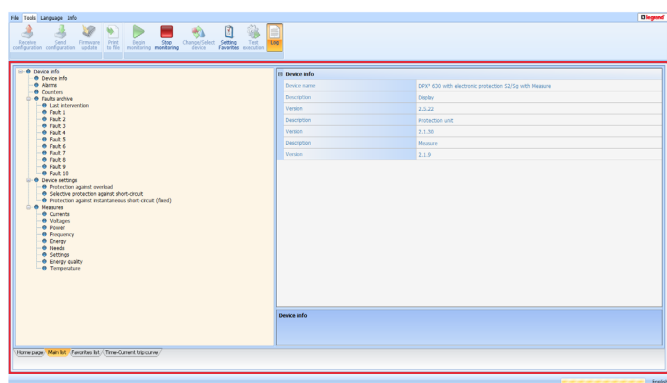 File Tools Language Info
legrand
Receive configuration
Send configuration
Firmware update
Print to file
Begin monitoring
Stop monitoring
Change/Select device
Setting Favorites
Test execution
Log
Device info
Device info
Alarms
Counters
Faults archive
Last intervention
Fault 1
Fault 2
Fault 3
Fault 4
Fault 5
Fault 6
Fault 7
Fault 8
Fault 9
Fault 10
Device settings
Protection against overload
Selective protection against short-circuit
Protection against instantaneous short-circuit (fixed)
Measures
Currents
Voltages
Power
Frequency
Energy
Needs
Settings
Energy quality
Temperature
Device info
Device name DPX³ 630 with electronic protection S2/Sg with Measure
Description Display
Version 2.5.22
Description Protection unit
Version 2.1.30
Description Measure
Version 2.1.9
Device info
Home page Main list Favorites list Time-Current trip curve
English